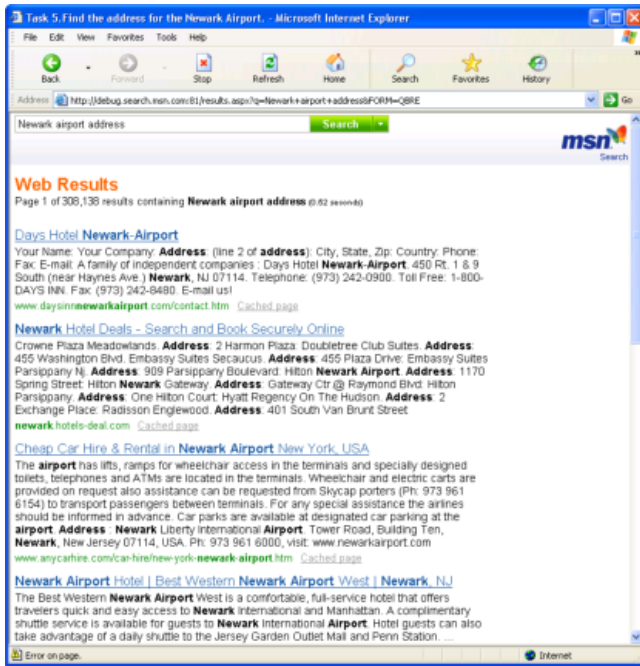 Task 5. Find the address for the Newark Airport. - Microsoft Internet Explorer
File Edit View Favorites Tools Help
Back Forward Stop Refresh Home Search Favorites History
Address http://debug.search.msn.com:81/results.aspx?q=Newark+airport+address&FORM=QBRE Go
Newark airport address Search
msn
Search
Web Results
Page 1 of 308,138 results containing Newark airport address (0.62 seconds)
Days Hotel Newark-Airport
Your Name: Your Company: Address: (line 2 of address): City, State, Zip: Country: Phone:
Fax: E-mail: A family of independent companies : Days Hotel Newark-Airport. 450 Rt. 1 & 9
South (near Haynes Ave.) Newark, NJ 07114. Telephone: (973) 242-0900. Toll Free: 1-800-
DAYS INN. Fax: (973) 242-8480. E-mail us!
www.daysinnnewarkairport.com/contact.htm Cached page
Newark Hotel Deals - Search and Book Securely Online
Crowne Plaza Meadowlands. Address: 2 Harmon Plaza: Doubletree Club Suites. Address:
455 Washington Blvd. Embassy Suites Secaucus. Address: 455 Plaza Drive: Embassy Suites
Parsippany Nj. Address: 909 Parsippany Boulevard: Hilton Newark Airport. Address: 1170
Spring Street: Hilton Newark Gateway. Address: Gateway Ctr.@ Raymond Blvd: Hilton
Parsippany. Address: One Hilton Court: Hyatt Regency On The Hudson. Address: 2
Exchange Place: Radisson Englewood. Address: 401 South Van Brunt Street
newark.hotels-deal.com Cached page
Cheap Car Hire & Rental in Newark Airport New York, USA
The airport has lifts, ramps for wheelchair access in the terminals and specially designed
toilets, telephones and ATMs are located in the terminals. Wheelchair and electric carts are
provided on request also assistance can be requested from Skycap porters (Ph: 973 961
6154) to transport passengers between terminals. For any special assistance the airlines
should be informed in advance. Car parks are available at designated car parking at the
airport. Address : Newark Liberty International Airport. Tower Road, Building Ten,
Newark, New Jersey 07114, USA. Ph: 973 961 6000, visit: www.newarkairport.com
www.anycarhire.com/car-hire/new-york-newark-airport.htm Cached page
Newark Airport Hotel | Best Western Newark Airport West | Newark, NJ
The Best Western Newark Airport West is a comfortable, full-service hotel that offers
travelers quick and easy access to Newark International and Manhattan. A complimentary
shuttle service is available for guests to Newark International Airport. Hotel guests can also
take advantage of a daily shuttle to the Jersey Garden Outlet Mall and Penn Station. ...
Error on page. Internet